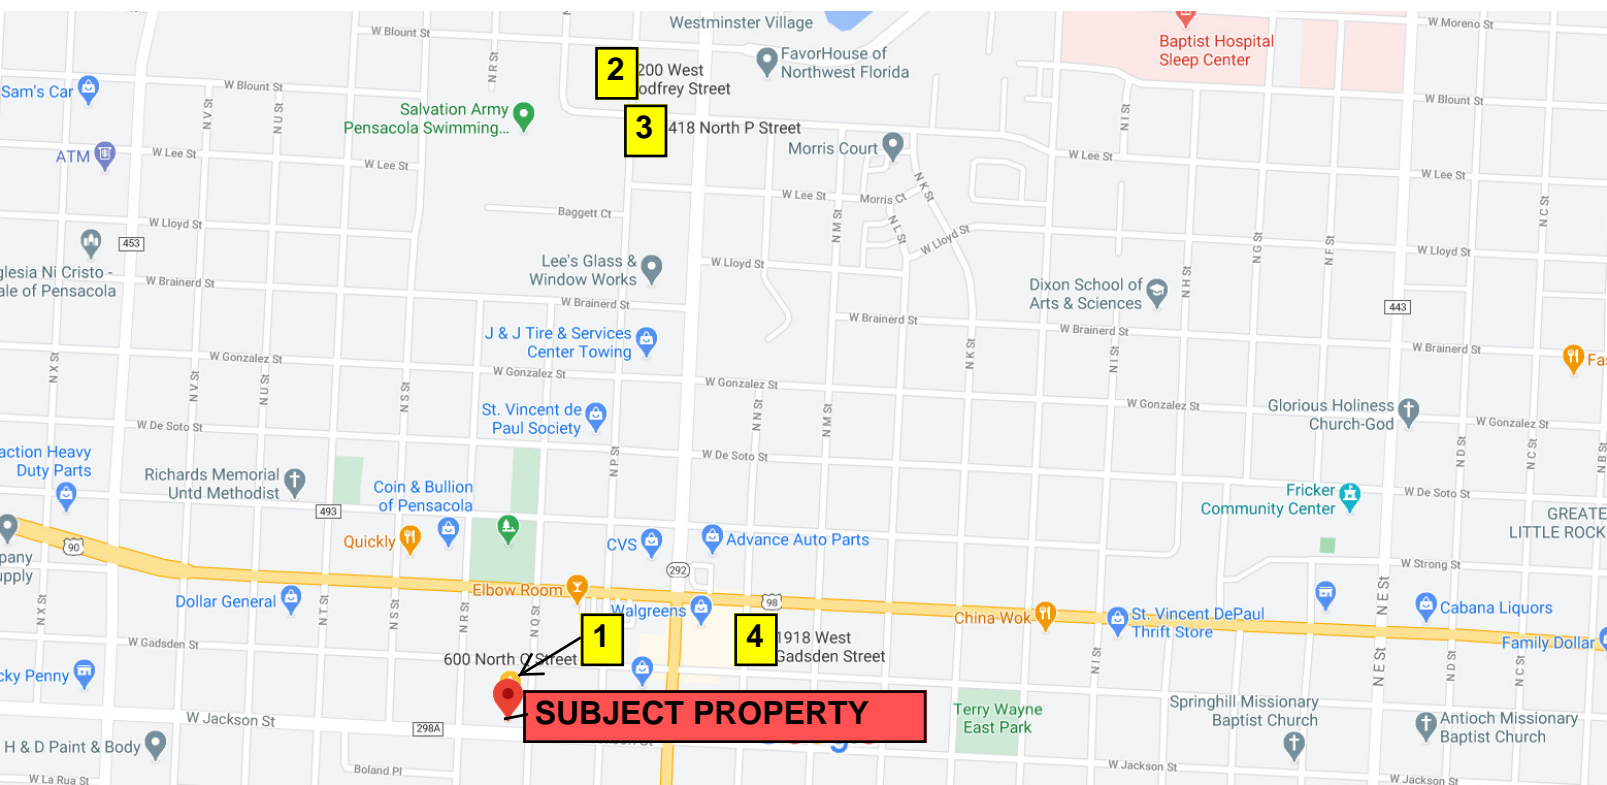 Westminster Village
W Moreno St
W Blount St
Baptist Hospital
Sleep Center
FavorHouse of
Northwest Florida
N R St
2
200 West
odfrey Street
Sam's Car
W Blount St
W Blount St
N V St
N U St
Salvation Army
Pensacola Swimming...
3
418 North P Street
N I St
Morris Court
ATM
W Lee St
W Lee St
W Lee St
W Lee St
N K St
W Lee St
Morris Ct
N C St
Baggett Ct
W Lloyd St
N M St
N L St
W Lloyd St
453
N G St
N F St
W Lloyd St
glesia Ni Cristo -
ale of Pensacola
Lee's Glass &
Window Works
W Lloyd St
N H St
Dixon School of
Arts & Sciences
W Brainerd St
W Brainerd St
443
W Brainerd St
W Brainerd St
J & J Tire & Services
Center Towing
W Brainerd St
N K St
N I St
Fa
N X St
W Gonzalez St
W Gonzalez St
W Gonzalez St
N V St
N U St
N S St
W Gonzalez St
Glorious Holiness
Church-God
St. Vincent de
Paul Society
N N St
N M St
W Gonzalez St
W De Soto St
N P St
W De Soto St
N D St
N C St
N B St
action Heavy
Duty Parts
Richards Memorial
Untd Methodist
Coin & Bullion
of Pensacola
Fricker
Community Center
W De Soto St
493
GREATE
LITTLE ROCK
90
Quickly
CVS
Advance Auto Parts
pany
upply
292
W Strong St
Elbow Room
Dollar General
98
Walgreens
N X St
N T St
N S St
N R St
N Q St
N E St
China Wok
St. Vincent DePaul
Thrift Store
Cabana Liquors
Family Dollar
1
4
1918 West
Gadsden Street
W Gadsden St
600 North Q Street
N I St
N E St
N D St
N C St
cky Penny
SUBJECT PROPERTY
Terry Wayne
East Park
Springhill Missionary
Baptist Church
Antioch Missionary
Baptist Church
W Jackson St
298A
H & D Paint & Body
Boland Pl
W Jackson St
W La Rua St
W Jackson St